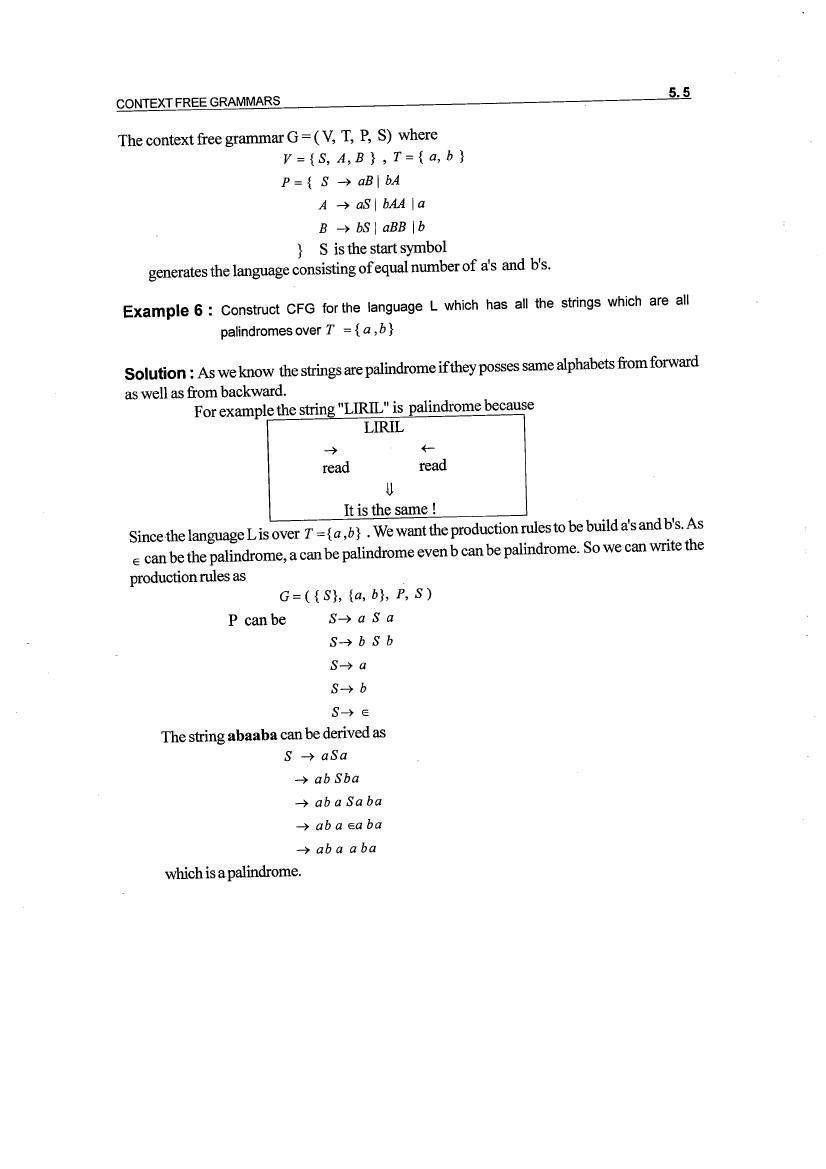 CONTEXT FREE GRAMMARS 5.5
The context free grammar G = ( V, T, P, S) where
V = { S, A, B } , T = { a, b }
P = { S → aB | bA
A → aS | bAA | a
B → bS | aBB | b
} S is the start symbol
generates the language consisting of equal number of a's and b's.
Example 6 : Construct CFG for the language L which has all the strings which are all
palindromes over T = { a , b }
Solution : As we know the strings are palindrome if they posses same alphabets from forward
as well as from backward.
For example the string "LIRIL" is palindrome because
LIRIL
→ ←
read read
⇓
It is the same !
Since the language L is over T = { a , b } . We want the production rules to be build a's and b's. As
∈ can be the palindrome, a can be palindrome even b can be palindrome. So we can write the
production rules as
G = ( { S}, {a, b}, P, S )
P can be S → a S a
S → b S b
S → a
S → b
S → ∈
The string abaaba can be derived as
S → a S a
→ ab Sba
→ ab a Sa ba
→ ab a ∈a ba
→ ab a a ba
which is a palindrome.